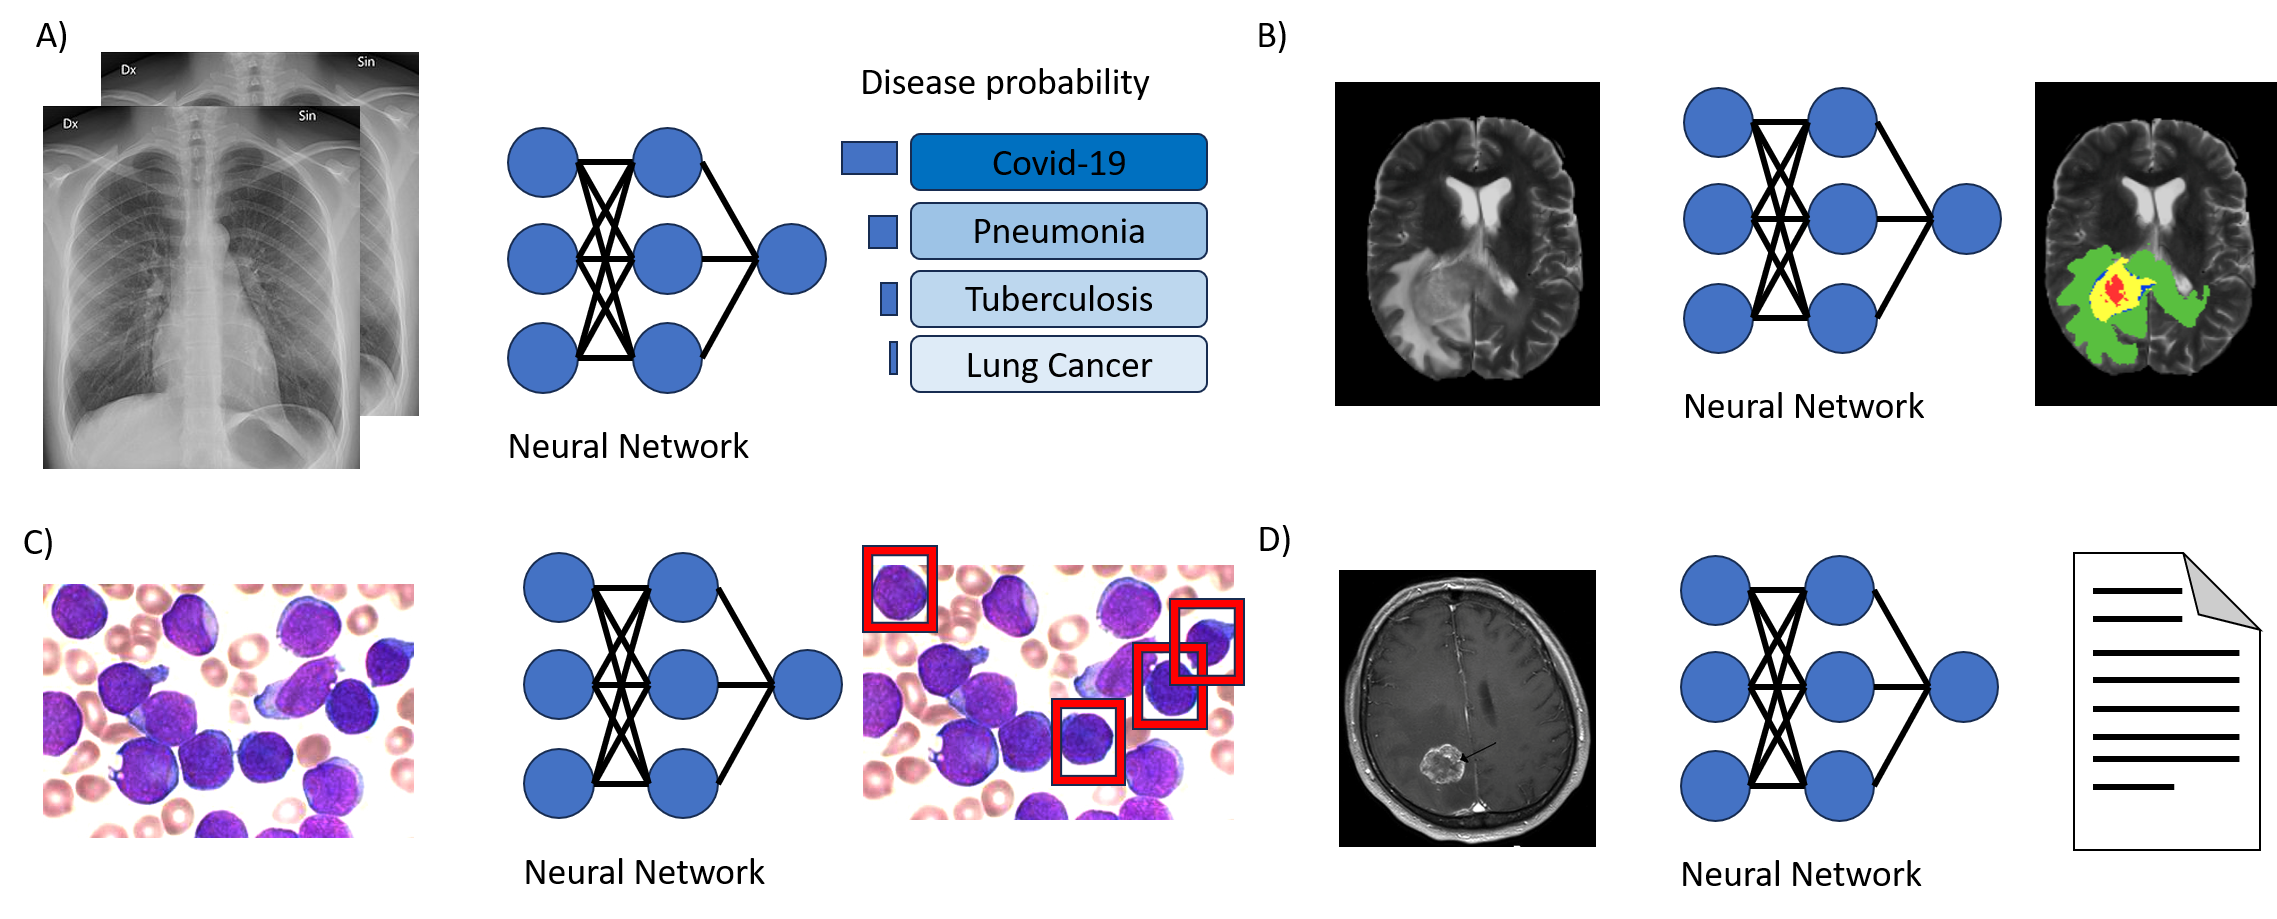 A)
Dx
Sin
Dx
Sin
Disease probability
Covid-19
Pneumonia
Tuberculosis
Lung Cancer
Neural Network
B)
Neural Network
C)
Neural Network
D)
Neural Network